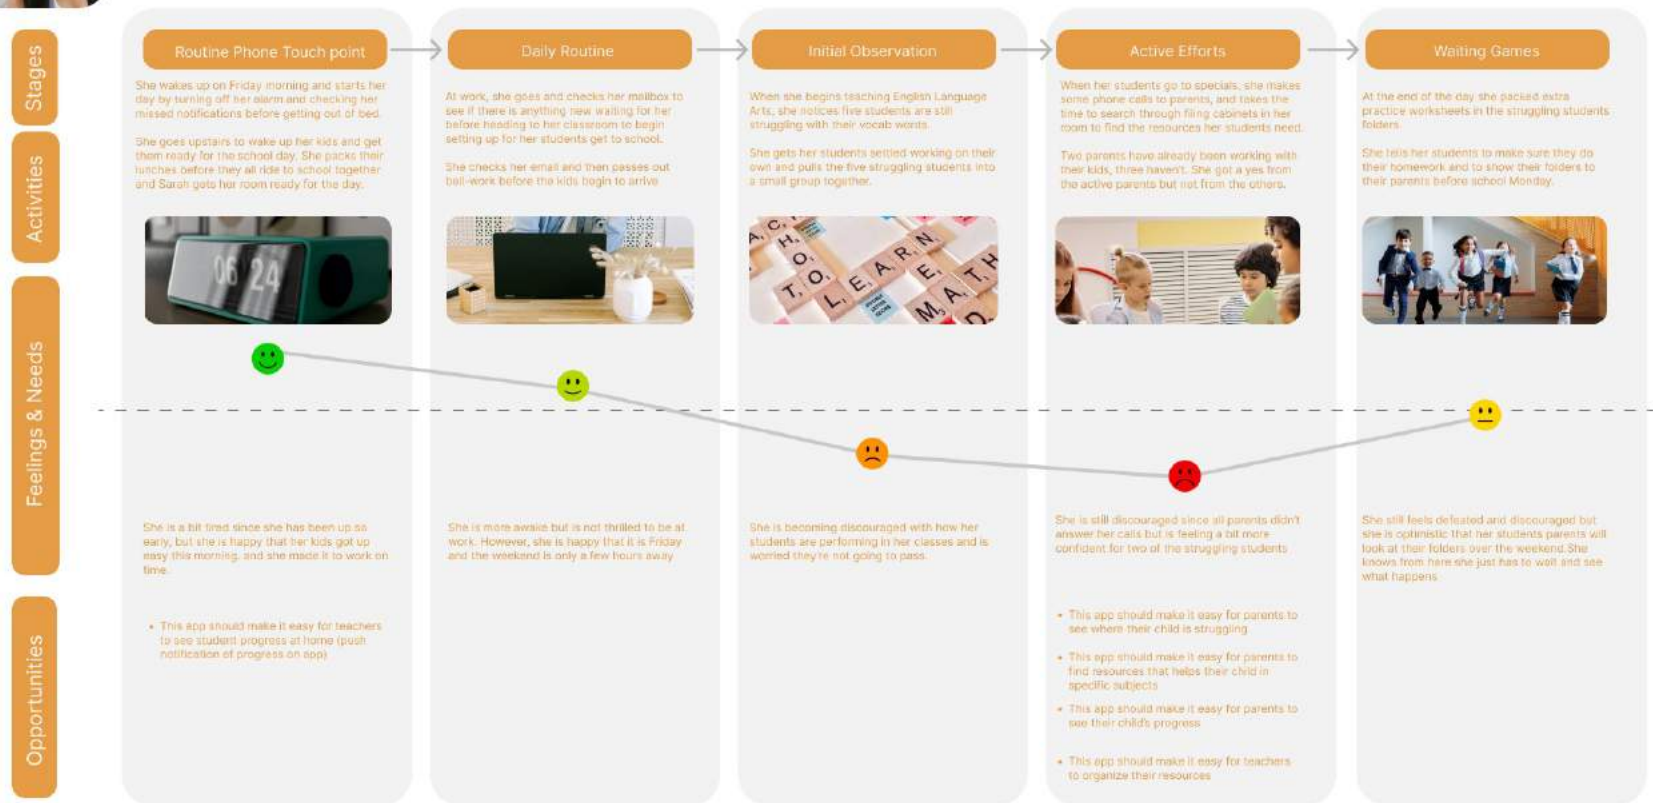 Stages
Routine Phone Touch point
Daily Routine
Initial Observation
Active Efforts
Waiting Games
Activities
She wakes up on Friday morning and starts her
day by turning off her alarm and checking her
missed notifications before getting out of bed.
She goes upstairs to wake up her kids and get
them ready for the school day. She packs their
lunches before they all ride to school together
and Sarah gets her room ready for the day.
At work, she goes and checks her mailbox to
see if there is anything new waiting for her
before heading to her classroom to begin
setting up for her students get to school.
She checks her email and then passes out
bell-work before the kids begin to arrive
When she begins teaching English Language
Arts, she notices five students are still
struggling with their vocab words.
She gets her students settled working on their
own and pulls the five struggling students into
a small group together.
When her students go to specials, she makes
some phone calls to parents, and takes the
time to search through filing cabinets in her
room to find the resources her students need.
Two parents have already been working with
their kids, three haven't. She got a yes from
the active parents but not from the others.
At the end of the day she packed extra
practice worksheets in the struggling students
folders.
She tells her students to make sure they do
their homework and to show their folders to
their parents before school Monday.
06 24
TO
LEARN
MATH
Feelings & Needs
She is a bit tired since she has been up so
early, but she is happy that her kids got up
easy this morning, and she made it to work on
time.
She is more awake but is not thrilled to be at
work. However, she is happy that it is Friday
and the weekend is only a few hours away
She is becoming discouraged with how her
students are performing in her classes and is
worried they're not going to pass.
She is still discouraged since all parents didn't
answer her calls but is feeling a bit more
confident for two of the struggling students
She still feels defeated and discouraged but
she is optimistic that her students parents will
look at their folders over the weekend.She
knows from here she just has to wait and see
what happens
Opportunities
• This app should make it easy for teachers
to see student progress at home (push
notification of progress on app)
• This app should make it easy for parents to
see where their child is struggling
• This app should make it easy for parents to
find resources that helps their child in
specific subjects
• This app should make it easy for parents to
see their child's progress
• This app should make it easy for teachers
to organize their resources